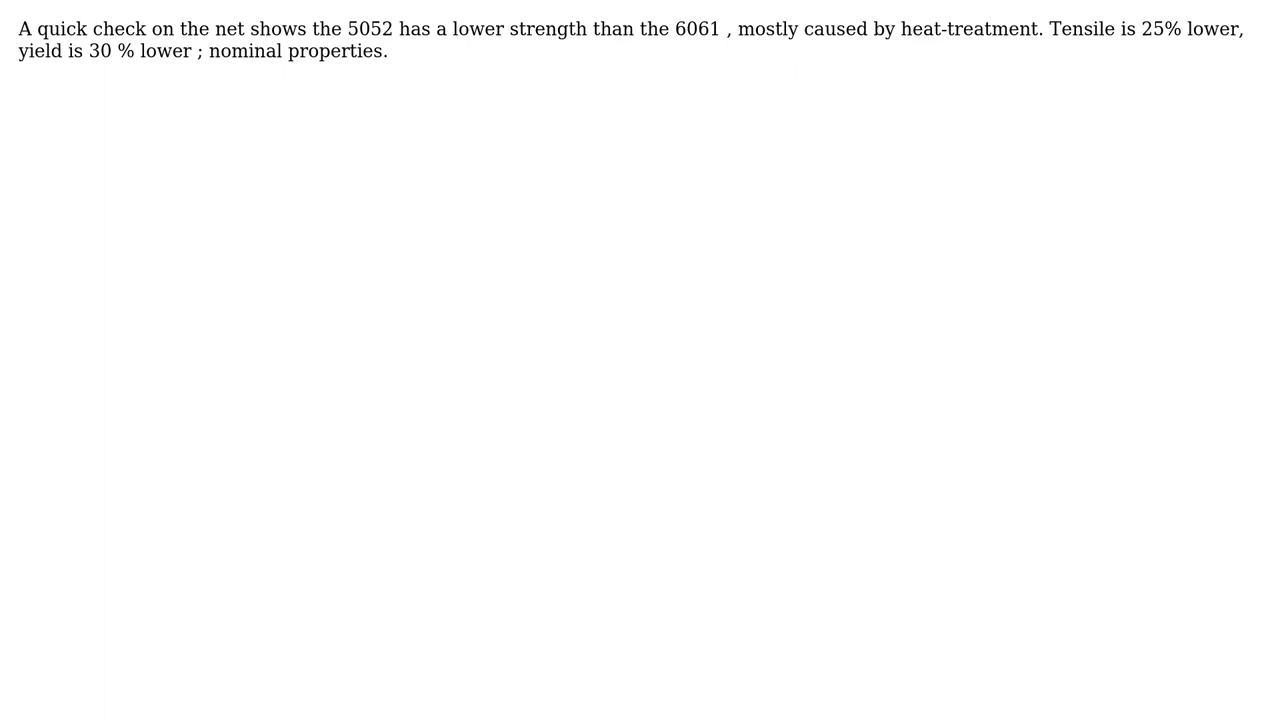 A quick check on the net shows the 5052 has a lower strength than the 6061 , mostly caused by heat-treatment. Tensile is 25% lower,
yield is 30 % lower ; nominal properties.